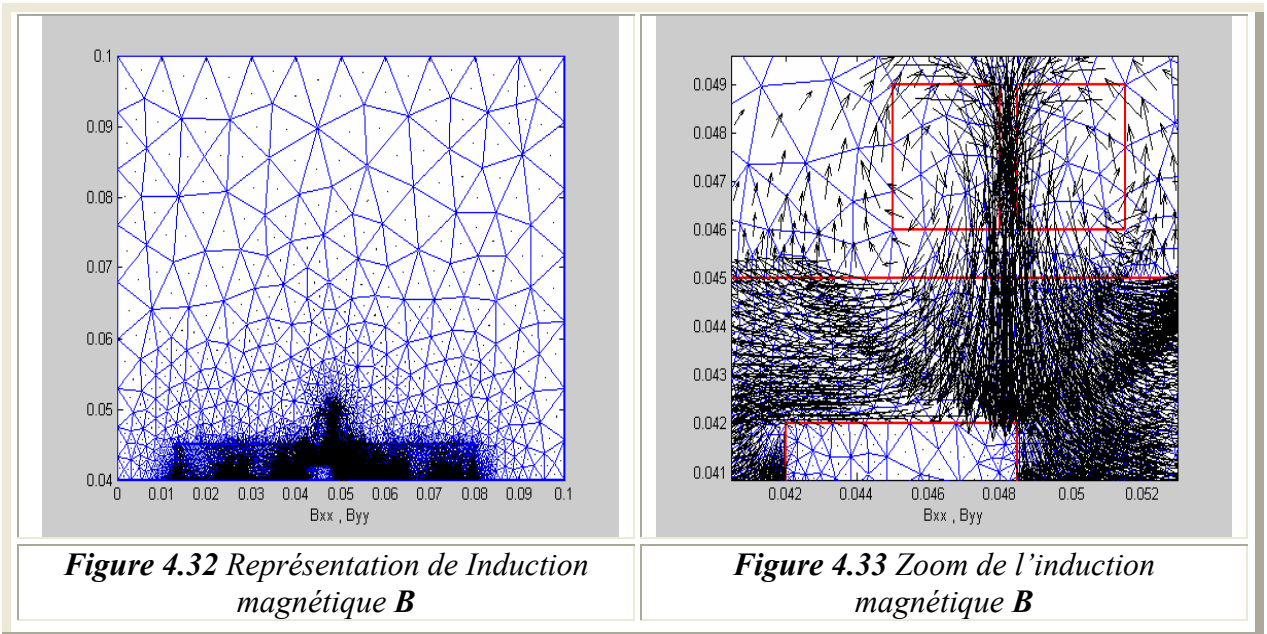 0.1
0.09
0.08
0.07
0.06
0.05
0.04
0 0.01 0.02 0.03 0.04 0.05 0.06 0.07 0.08 0.09 0.1
Bxx , Byy
Figure 4.32 Représentation de Induction
magnétique B
0.049
0.048
0.047
0.046
0.045
0.044
0.043
0.042
0.041
0.042 0.044 0.046 0.048 0.05 0.052
Bxx , Byy
Figure 4.33 Zoom de l’induction
magnétique B